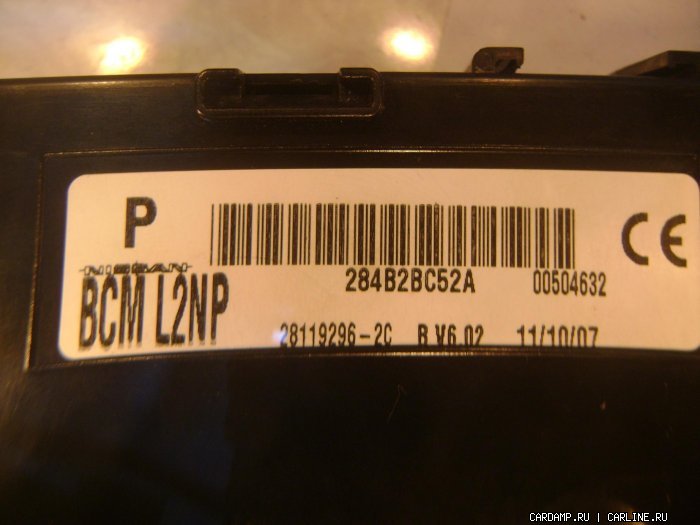 P
NISSAN
BCM L2NP
284B2BC52A 00504632
28119296-2C B V6.02 11/10/07
CE
CARDAMP.RU | CARLINE.RU